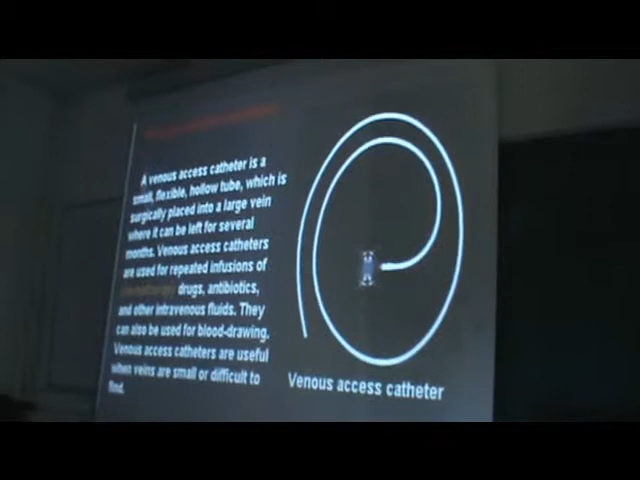 A venous access catheter is a
small, flexible, hollow tube, which is
surgically placed into a large vein
where it can be left for several
months. Venous access catheters
are used for repeated infusions of
drugs, antibiotics,
and other intravenous fluids. They
can also be used for blood-drawing.
Venous access catheters are useful
when veins are small or difficult to
find.
Venous access catheter